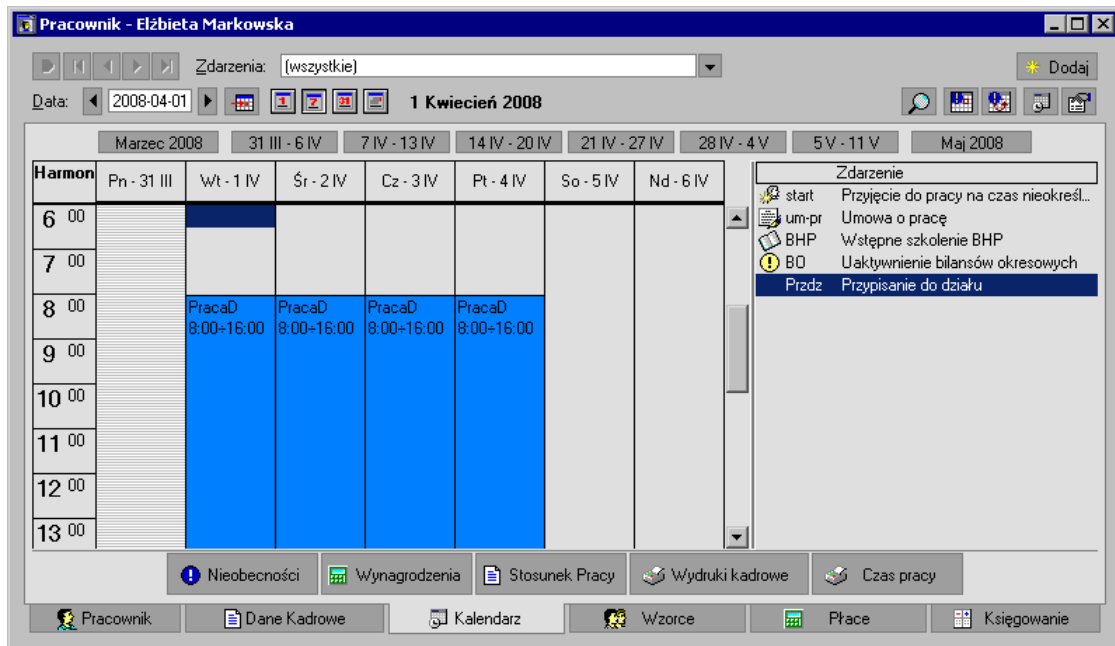 Pracownik - Elżbieta Markowska
Zdarzenia: (wszystkie) Dodaj
Data: 2008-04-01 1 7 31 1 Kwiecień 2008
Marzec 2008 31 III - 6 IV 7 IV - 13 IV 14 IV - 20 IV 21 IV - 27 IV 28 IV - 4 V 5 V - 11 V Maj 2008
Harmon Pn - 31 III Wt - 1 IV Śr - 2 IV Cz - 3 IV Pt - 4 IV So - 5 IV Nd - 6 IV
Zdarzenie
start Przyjęcie do pracy na czas nieokreśl...
um-pr Umowa o pracę
BHP Wstępne szkolenie BHP
BO Uaktywnienie bilansów okresowych
Przdz Przypisanie do działu
6 00
7 00
8 00 PracaD PracaD PracaD PracaD
8:00÷16:00 8:00÷16:00 8:00÷16:00 8:00÷16:00
9 00
10 00
11 00
12 00
13 00
Nieobecności Wynagrodzenia Stosunek Pracy Wydruki kadrowe Czas pracy
Pracownik Dane Kadrowe Kalendarz Wzorce Płace Księgowanie